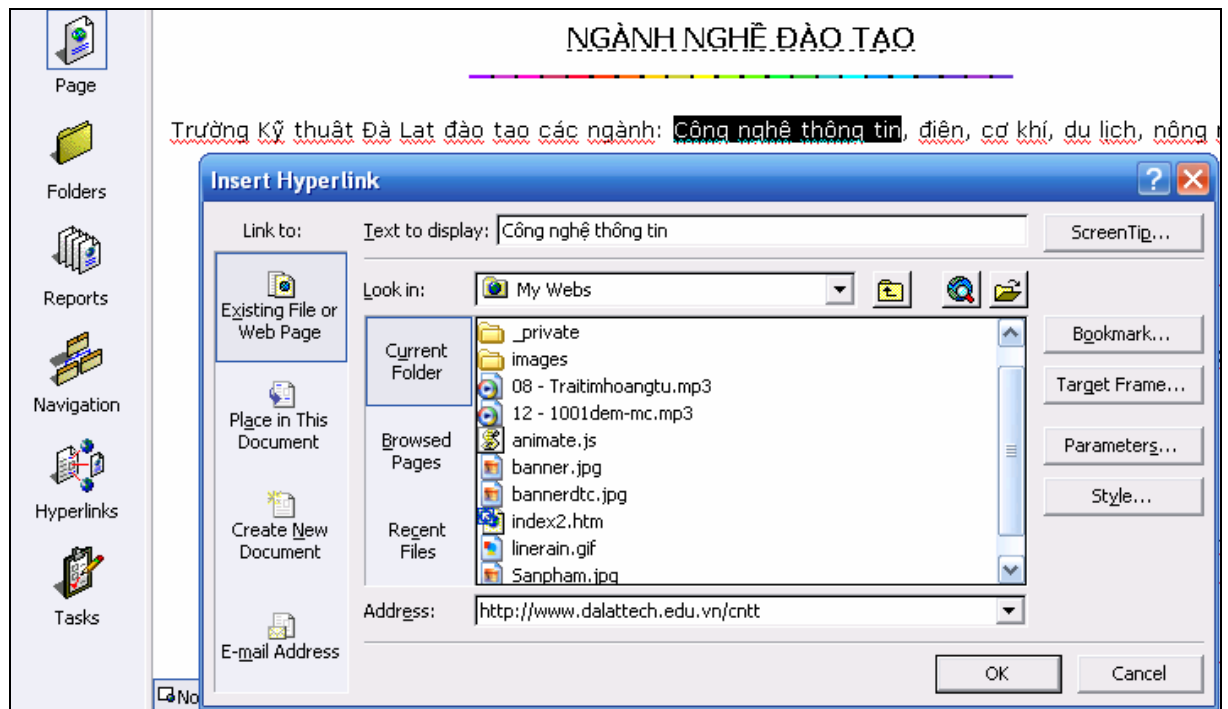 NGÀNH NGHỀ ĐÀO TẠO
Trường Kỹ thuật Đà Lạt đào tạo các ngành: Công nghệ thông tin, điện, cơ khí, du lịch, nông
Page
Folders
Reports
Navigation
Hyperlinks
Tasks
Insert Hyperlink
Link to:
Text to display: Công nghệ thông tin
ScreenTip...
Existing File or
Web Page
Place in This
Document
Create New
Document
E-mail Address
Look in: My Webs
Current
Folder
Browsed
Pages
Recent
Files
_private
images
08 - Traitimhoangtu.mp3
12 - 1001dem-mc.mp3
animate.js
banner.jpg
bannerdtc.jpg
index2.htm
linerain.gif
Sanpham.jpg
Bookmark...
Target Frame...
Parameters...
Style...
Address: http://www.dalattech.edu.vn/cntt
OK
Cancel
No